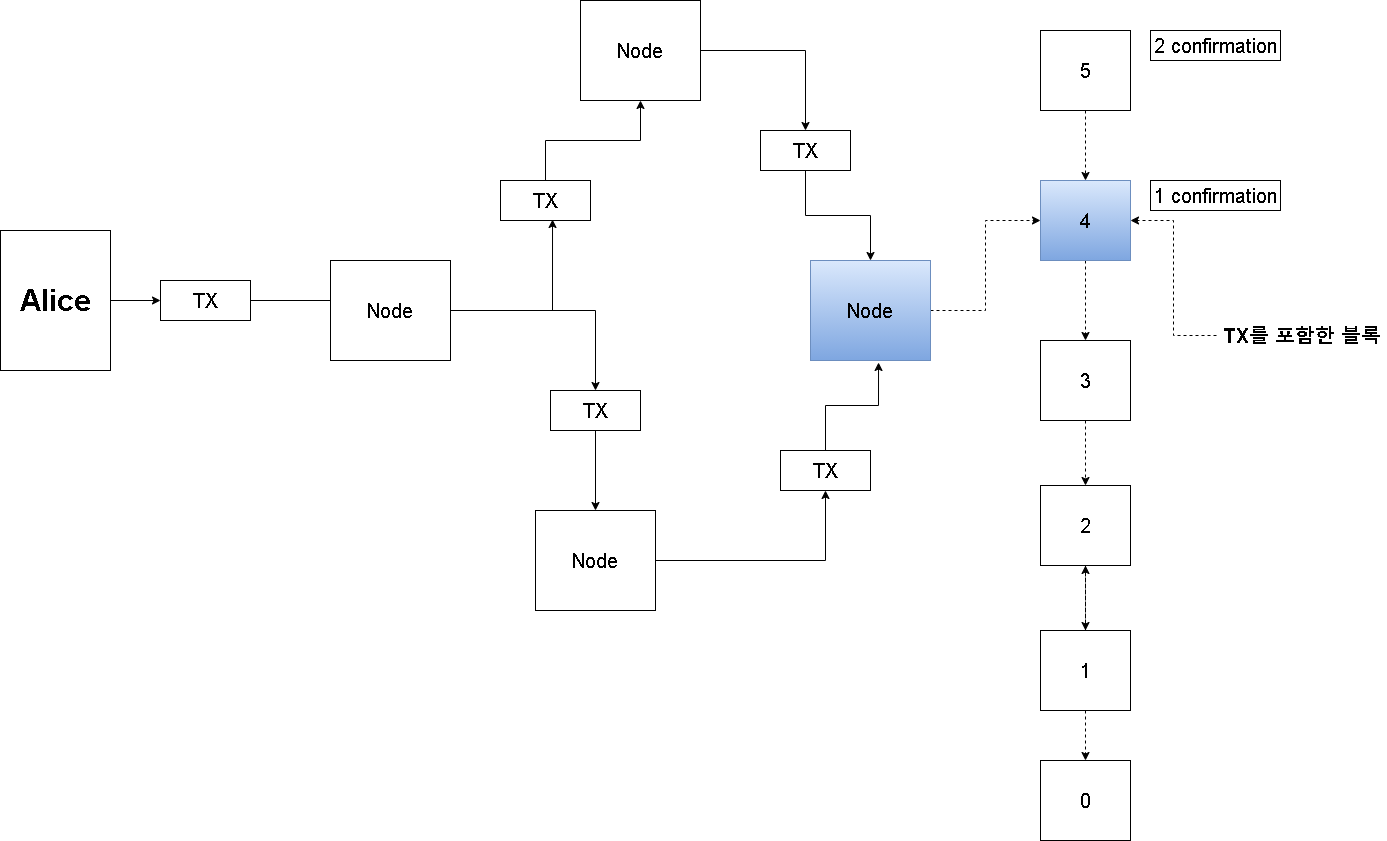 Node
5
2 confirmation
TX
TX
4
1 confirmation
Alice
TX
Node
Node
TX를 포함한 블록
3
TX
TX
2
Node
1
0